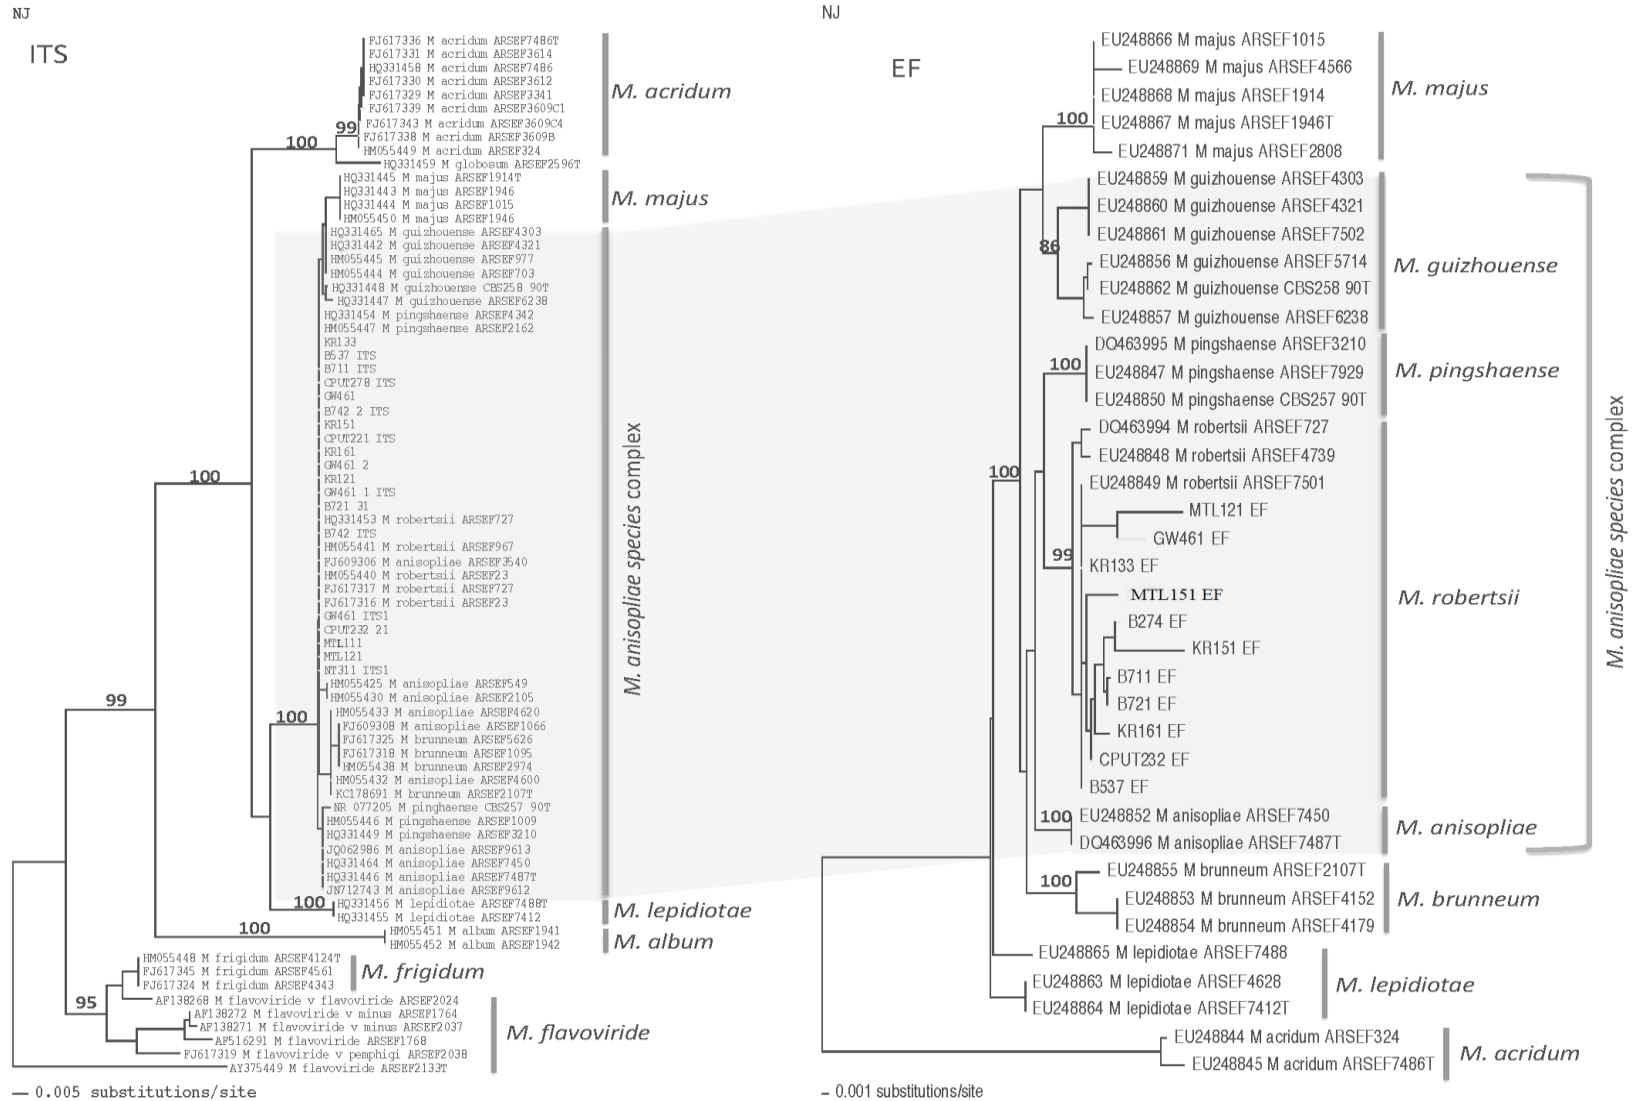 NJ
ITS
FJ617336 M acridum ARSEF7486T
FJ617331 M acridum ARSEF3614
HQ331458 M acridum ARSEF7486
FJ617330 M acridum ARSEF3612
FJ617329 M acridum ARSEF3341
FJ617339 M acridum ARSEF3609C1
FJ617343 M acridum ARSEF3609C4
FJ617338 M acridum ARSEF3609B
HM055449 M acridum ARSEF324
HQ331459 M globosum ARSEF2596T
HQ331445 M majus ARSEF1914T
HQ331443 M majus ARSEF1946
HQ331444 M majus ARSEF1015
HM055450 M majus ARSEF1946
HQ331465 M guizhouense ARSEF4303
HQ331442 M guizhouense ARSEF4321
HM055445 M guizhouense ARSEF977
HM055444 M guizhouense ARSEF703
HQ331448 M guizhouense CBS258 90T
HQ331447 M guizhouense ARSEF6238
HQ331454 M pingshaense ARSEF4342
HM055447 M pingshaense ARSEF2162
KR133
B537 ITS
B711 ITS
CPUT278 ITS
GW461
B742 2 ITS
KR151
CPUT221 ITS
KR161
GW461 2
KR121
GW461 1 ITS
B721 31
HQ331453 M robertsii ARSEF727
B742 ITS
HM055441 M robertsii ARSEF967
FJ609306 M anisopliae ARSEF3540
HM055440 M robertsii ARSEF23
FJ617317 M robertsii ARSEF727
FJ617316 M robertsii ARSEF23
GW461 ITS1
CPUT232 21
MTL111
MTL121
NT311 ITS1
HM055425 M anisopliae ARSEF549
HM055430 M anisopliae ARSEF2105
HM055433 M anisopliae ARSEF4620
FJ609308 M anisopliae ARSEF1066
FJ617325 M brunneum ARSEF5626
FJ617318 M brunneum ARSEF1095
HM055438 M brunneum ARSEF2974
HM055432 M anisopliae ARSEF4600
KC178691 M brunneum ARSEF2107T
NR 077205 M pinghaense CBS257 90T
HM055446 M pingshaense ARSEF1009
HQ331449 M pingshaense ARSEF3210
JQ062986 M anisopliae ARSEF9613
HQ331464 M anisopliae ARSEF7450
HQ331446 M anisopliae ARSEF7487T
JN712743 M anisopliae ARSEF9612
HQ331456 M lepidiotae ARSEF7488T
HQ331455 M lepidiotae ARSEF7412
HM055451 M album ARSEF1941
HM055452 M album ARSEF1942
HM055448 M frigidum ARSEF4124T
FJ617345 M frigidum ARSEF4561
FJ617324 M frigidum ARSEF4343
AF138268 M flavoviride v flavoviride ARSEF2024
AF138272 M flavoviride v minus ARSEF1764
AF138271 M flavoviride v minus ARSEF2037
AF516291 M flavoviride ARSEF1768
FJ617319 M flavoviride v pemphigi ARSEF2038
AY375449 M flavoviride ARSEF2133T
99
100
100
99
100
100
100
95
M. acridum
M. majus
M. anisopliae species complex
M. lepidiotae
M. album
M. frigidum
M. flavoviride
0.005 substitutions/site
NJ
EF
EU248866 M majus ARSEF1015
EU248869 M majus ARSEF4566
EU248868 M majus ARSEF1914
EU248867 M majus ARSEF1946T
EU248871 M majus ARSEF2808
EU248859 M guizhouense ARSEF4303
EU248860 M guizhouense ARSEF4321
EU248861 M guizhouense ARSEF7502
EU248856 M guizhouense ARSEF5714
EU248862 M guizhouense CBS258 90T
EU248857 M guizhouense ARSEF6238
DQ463995 M pingshaense ARSEF3210
EU248847 M pingshaense ARSEF7929
EU248850 M pingshaense CBS257 90T
DQ463994 M robertsii ARSEF727
EU248848 M robertsii ARSEF4739
EU248849 M robertsii ARSEF7501
MTL121 EF
GW461 EF
KR133 EF
MTL151 EF
B274 EF
KR151 EF
B711 EF
B721 EF
KR161 EF
CPUT232 EF
B537 EF
EU248852 M anisopliae ARSEF7450
DQ463996 M anisopliae ARSEF7487T
EU248855 M brunneum ARSEF2107T
EU248853 M brunneum ARSEF4152
EU248854 M brunneum ARSEF4179
EU248865 M lepidiotae ARSEF7488
EU248863 M lepidiotae ARSEF4628
EU248864 M lepidiotae ARSEF7412T
EU248844 M acridum ARSEF324
EU248845 M acridum ARSEF7486T
100
86
100
100
99
100
100
M. majus
M. guizhouense
M. pingshaense
M. robertsii
M. anisopliae
M. brunneum
M. lepidiotae
M. acridum
M. anisopliae species complex
0.001 substitutions/site